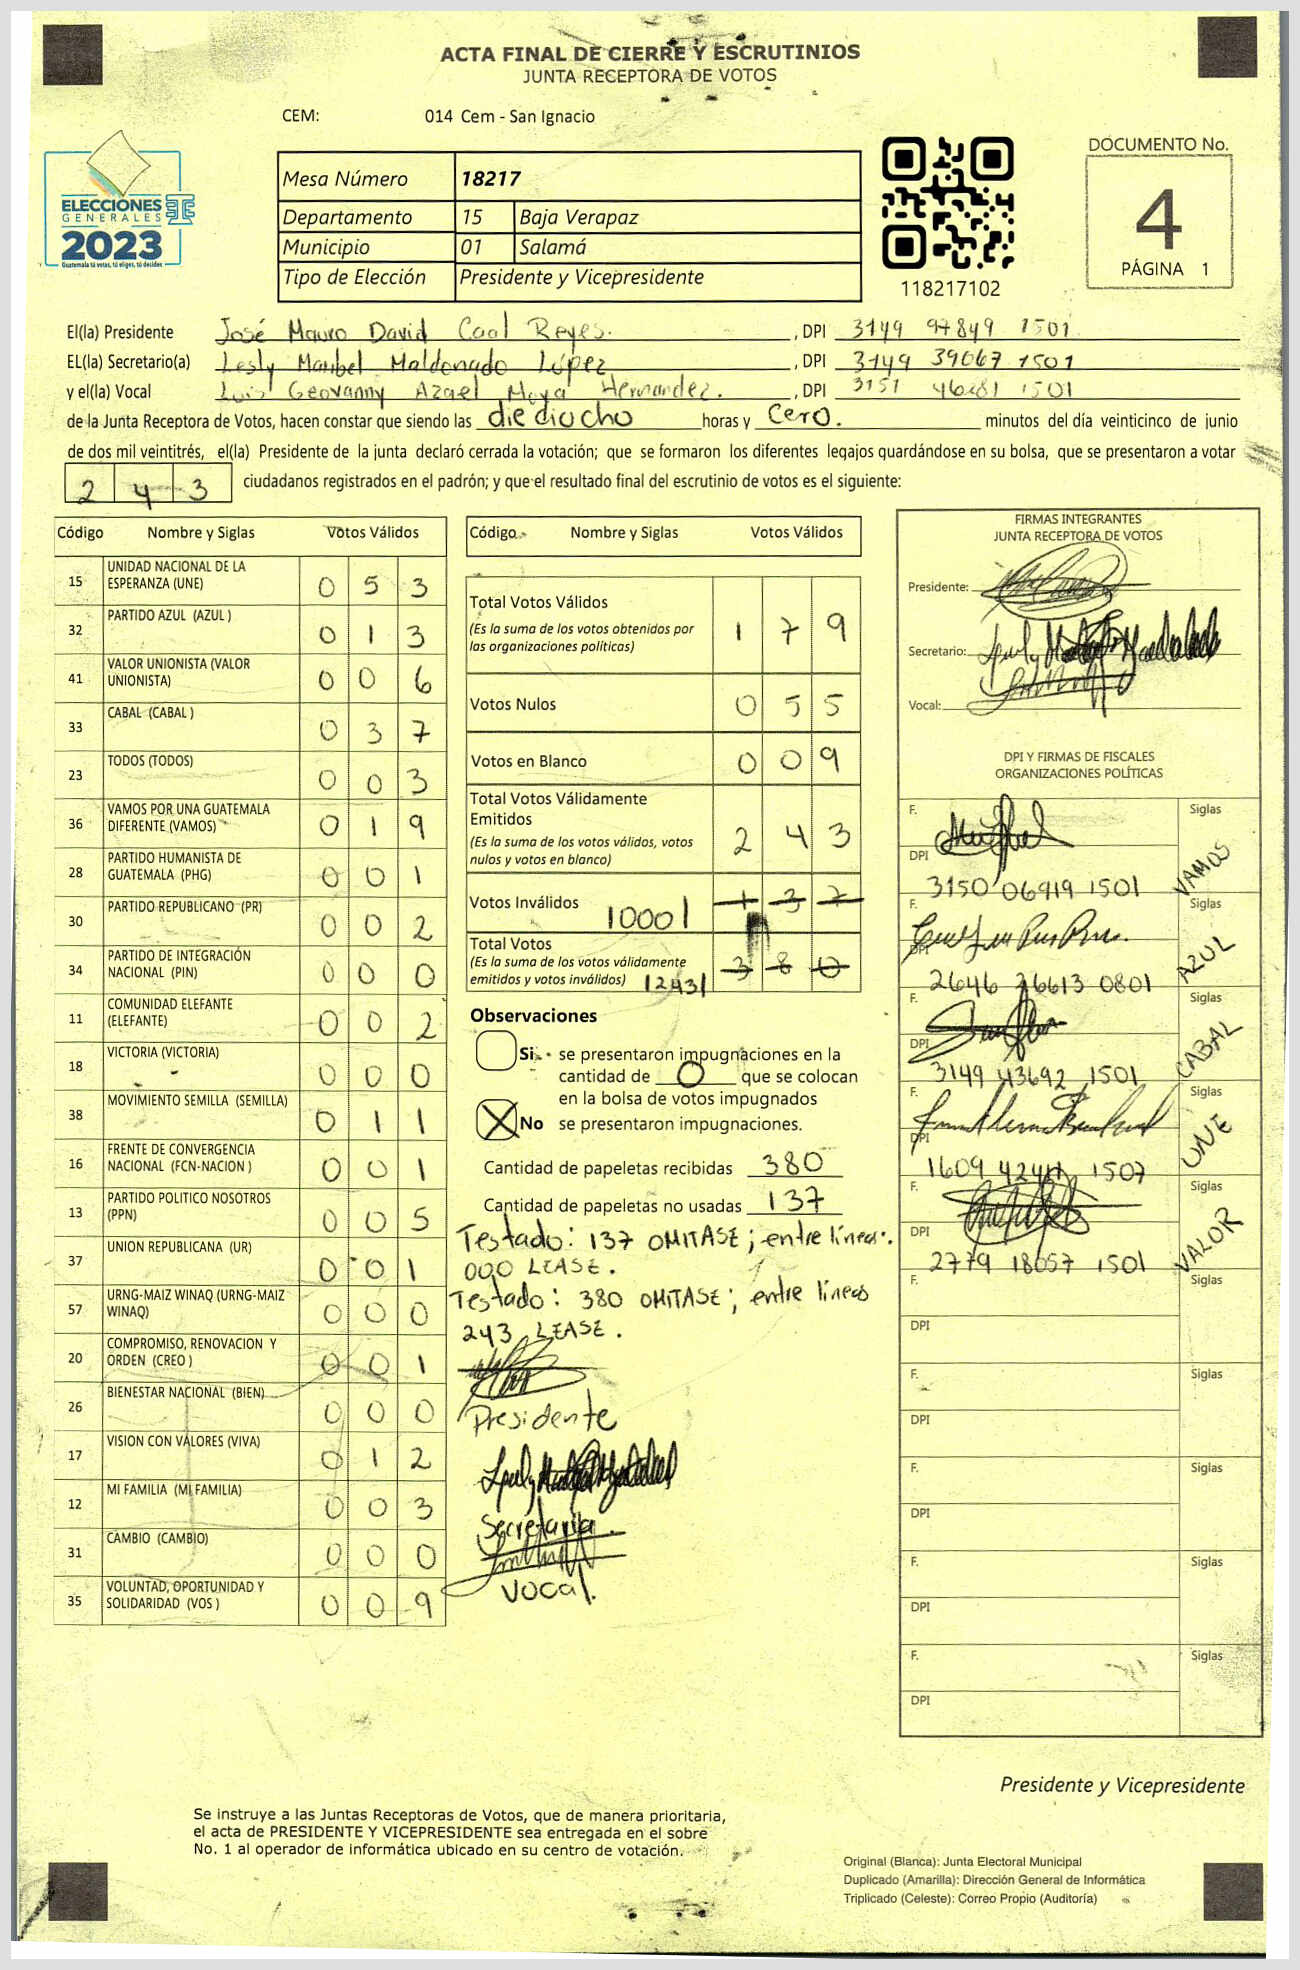 ACTA FINAL DE CIERRE Y ESCRUTINIOS
JUNTA RECEPTORA DE VOTOS
CEM: 014 Cem - San Ignacio
ELECCIONES
GENERALES
2023
Guatemala tú votas, tú eliges, tú decides
Mesa Número 18217
Departamento 15 Baja Verapaz
Municipio 01 Salamá
Tipo de Elección Presidente y Vicepresidente
118217102
DOCUMENTO No.
4
PÁGINA 1
El(la) Presidente José Mauro David Caal Reyes. , DPI 3149 97849 1501
EL(la) Secretario(a) Lesly Maribel Maldonado López , DPI 3149 39067 1501
y el(la) Vocal Luis Geovanny Azael Moya Hernandez. , DPI 3151 46281 1501
de la Junta Receptora de Votos, hacen constar que siendo las dieciocho horas y cero. minutos del día veinticinco de junio
de dos mil veintitrés, el(la) Presidente de la junta declaró cerrada la votación; que se formaron los diferentes legajos quardándose en su bolsa, que se presentaron a votar
243 ciudadanos registrados en el padrón; y que el resultado final del escrutinio de votos es el siguiente:
Código Nombre y Siglas Votos Válidos
15 UNIDAD NACIONAL DE LA ESPERANZA (UNE) 0 5 3
32 PARTIDO AZUL (AZUL ) 0 1 3
41 VALOR UNIONISTA (VALOR UNIONISTA) 0 0 6
33 CABAL (CABAL ) 0 3 7
23 TODOS (TODOS) 0 0 3
36 VAMOS POR UNA GUATEMALA DIFERENTE (VAMOS) 0 1 9
28 PARTIDO HUMANISTA DE GUATEMALA (PHG) 0 0 1
30 PARTIDO REPUBLICANO (PR) 0 0 2
34 PARTIDO DE INTEGRACIÓN NACIONAL (PIN) 0 0 0
11 COMUNIDAD ELEFANTE (ELEFANTE) 0 0 2
18 VICTORIA (VICTORIA) 0 0 0
38 MOVIMIENTO SEMILLA (SEMILLA) 0 1 1
16 FRENTE DE CONVERGENCIA NACIONAL (FCN-NACION ) 0 0 1
13 PARTIDO POLITICO NOSOTROS (PPN) 0 0 5
37 UNION REPUBLICANA (UR) 0 0 1
57 URNG-MAIZ WINAQ (URNG-MAIZ WINAQ) 0 0 0
20 COMPROMISO, RENOVACION Y ORDEN (CREO ) 0 0 1
26 BIENESTAR NACIONAL (BIEN) 0 0 0
17 VISION CON VALORES (VIVA) 0 1 2
12 MI FAMILIA (MI FAMILIA) 0 0 3
31 CAMBIO (CAMBIO) 0 0 0
35 VOLUNTAD, OPORTUNIDAD Y SOLIDARIDAD (VOS ) 0 0 9
Código Nombre y Siglas Votos Válidos
Total Votos Válidos 1 7 9
(Es la suma de los votos obtenidos por
las organizaciones politicas)
Votos Nulos 0 5 5
Votos en Blanco 0 0 9
Total Votos Válidamente
Emitidos 2 4 3
(Es la suma de los votos válidos, votos
nulos y votos en blanco)
Votos Inválidos |000| 1 3 7
Total Votos
(Es la suma de los votos válidamente
emitidos y votos inválidos) |243| 3 8 0
Observaciones
Si. se presentaron impugnaciones en la
cantidad de 0 que se colocan
en la bolsa de votos impugnados
X No se presentaron impugnaciones.
Cantidad de papeletas recibidas 380
Cantidad de papeletas no usadas 137
Testado: 137 OMITASE; entre líneas:
000 LEASE.
Testado: 380 OMITASE; entre líneas
243 LEASE.
Presidente
Secretaria.
Vocal.
FIRMAS INTEGRANTES
JUNTA RECEPTORA DE VOTOS
Presidente:
Secretario:
Vocal:
DPI Y FIRMAS DE FISCALES
ORGANIZACIONES POLÍTICAS
F. Siglas VAMOS
DPI 3150 06919 1501
F. Siglas AZUL
DPI 2646 26613 0801
F. Siglas CABAL
DPI 3149 43692 1501
F. Siglas UNE
DPI 1609 42411 1507
F. Siglas VALOR
DPI 2779 18057 1501
F. Siglas
DPI
F. Siglas
DPI
F. Siglas
DPI
F. Siglas
DPI
F. Siglas
DPI
Presidente y Vicepresidente
Se instruye a las Juntas Receptoras de Votos, que de manera prioritaria,
el acta de PRESIDENTE Y VICEPRESIDENTE sea entregada en el sobre
No. 1 al operador de informática ubicado en su centro de votación.
Original (Blanca): Junta Electoral Municipal
Duplicado (Amarilla): Dirección General de Informática
Triplicado (Celeste): Correo Propio (Auditoría)